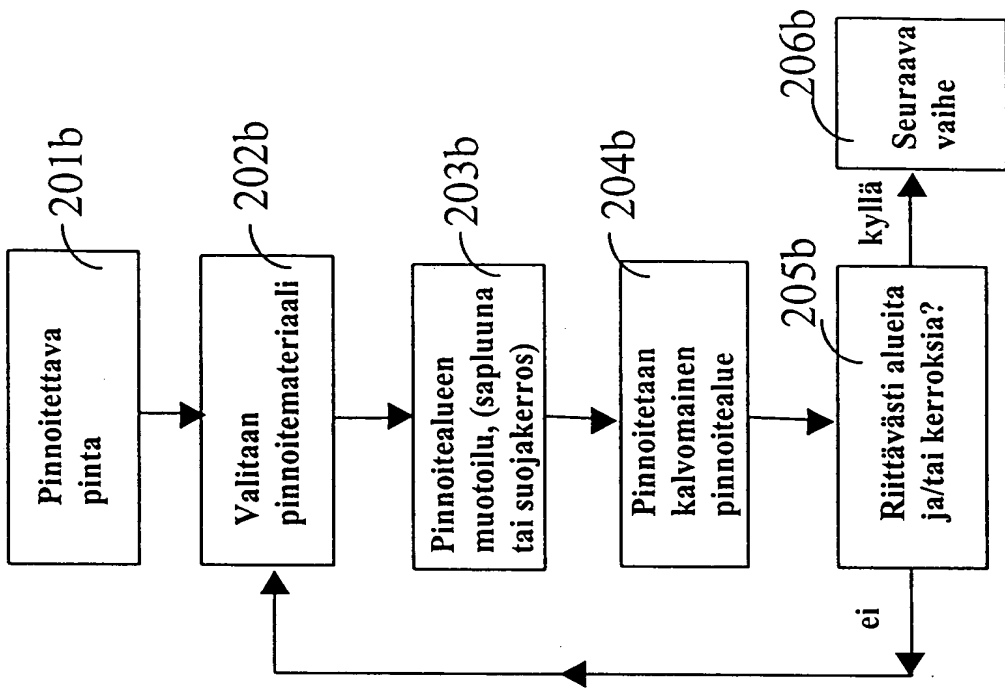 201b
Pinnoitettava
pinta
202b
Valitaan
pinnoitemateriaali
203b
Pinnoitealueen
muotoilu, (sapluuna
tai suojakerros)
204b
Pinnoitetaan
kalvomainen
pinnoitealue
205b
Riittävästi alueita
ja/tai kerroksia?
ei
kyllä
206b
Seuraava
vaihe